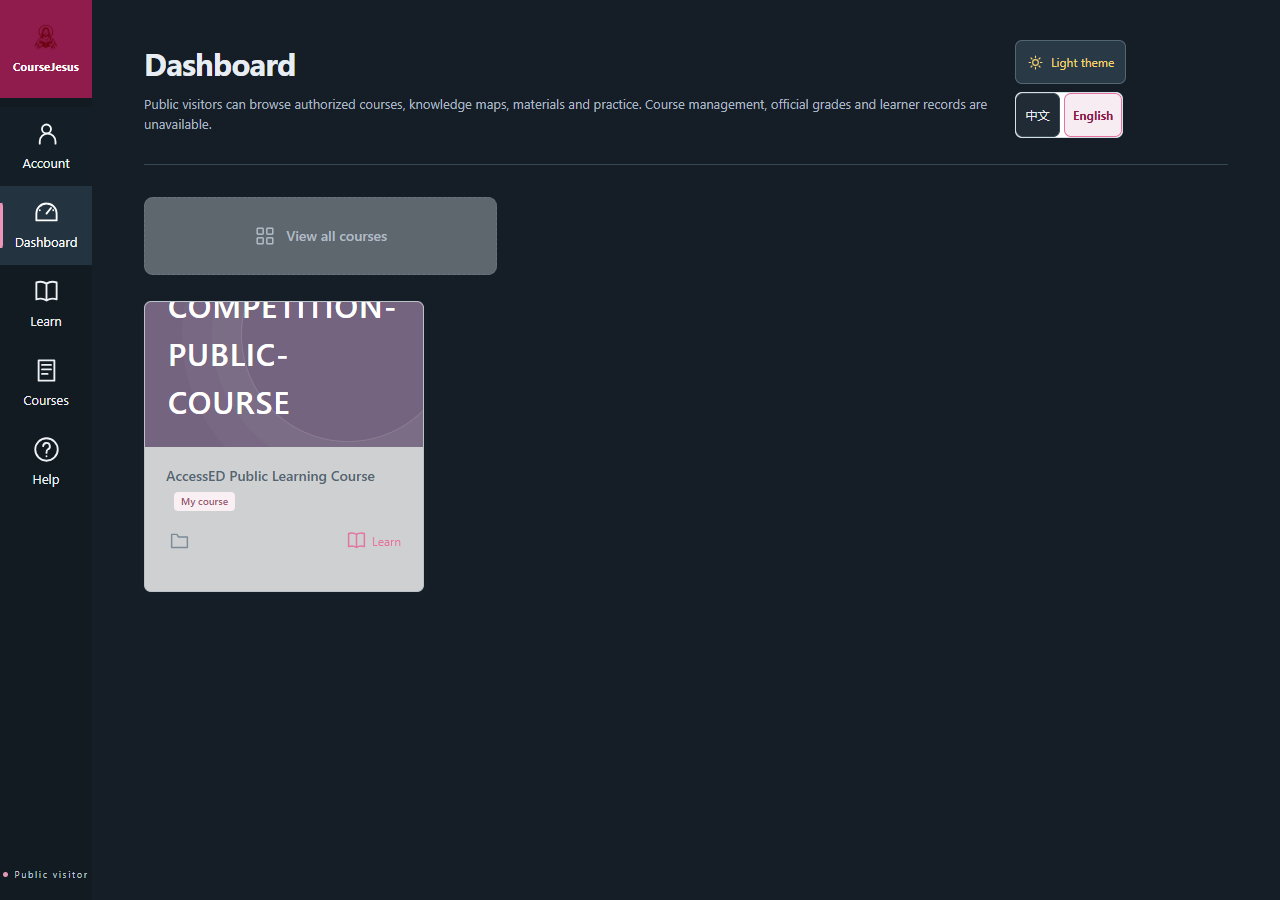 CourseJesus
Account
Dashboard
Learn
Courses
Help
Public visitor
Dashboard
Public visitors can browse authorized courses, knowledge maps, materials and practice. Course management, official grades and learner records are
unavailable.
Light theme
中文 English
View all courses
COMPETITION-
PUBLIC-
COURSE
AccessED Public Learning Course
My course
Learn